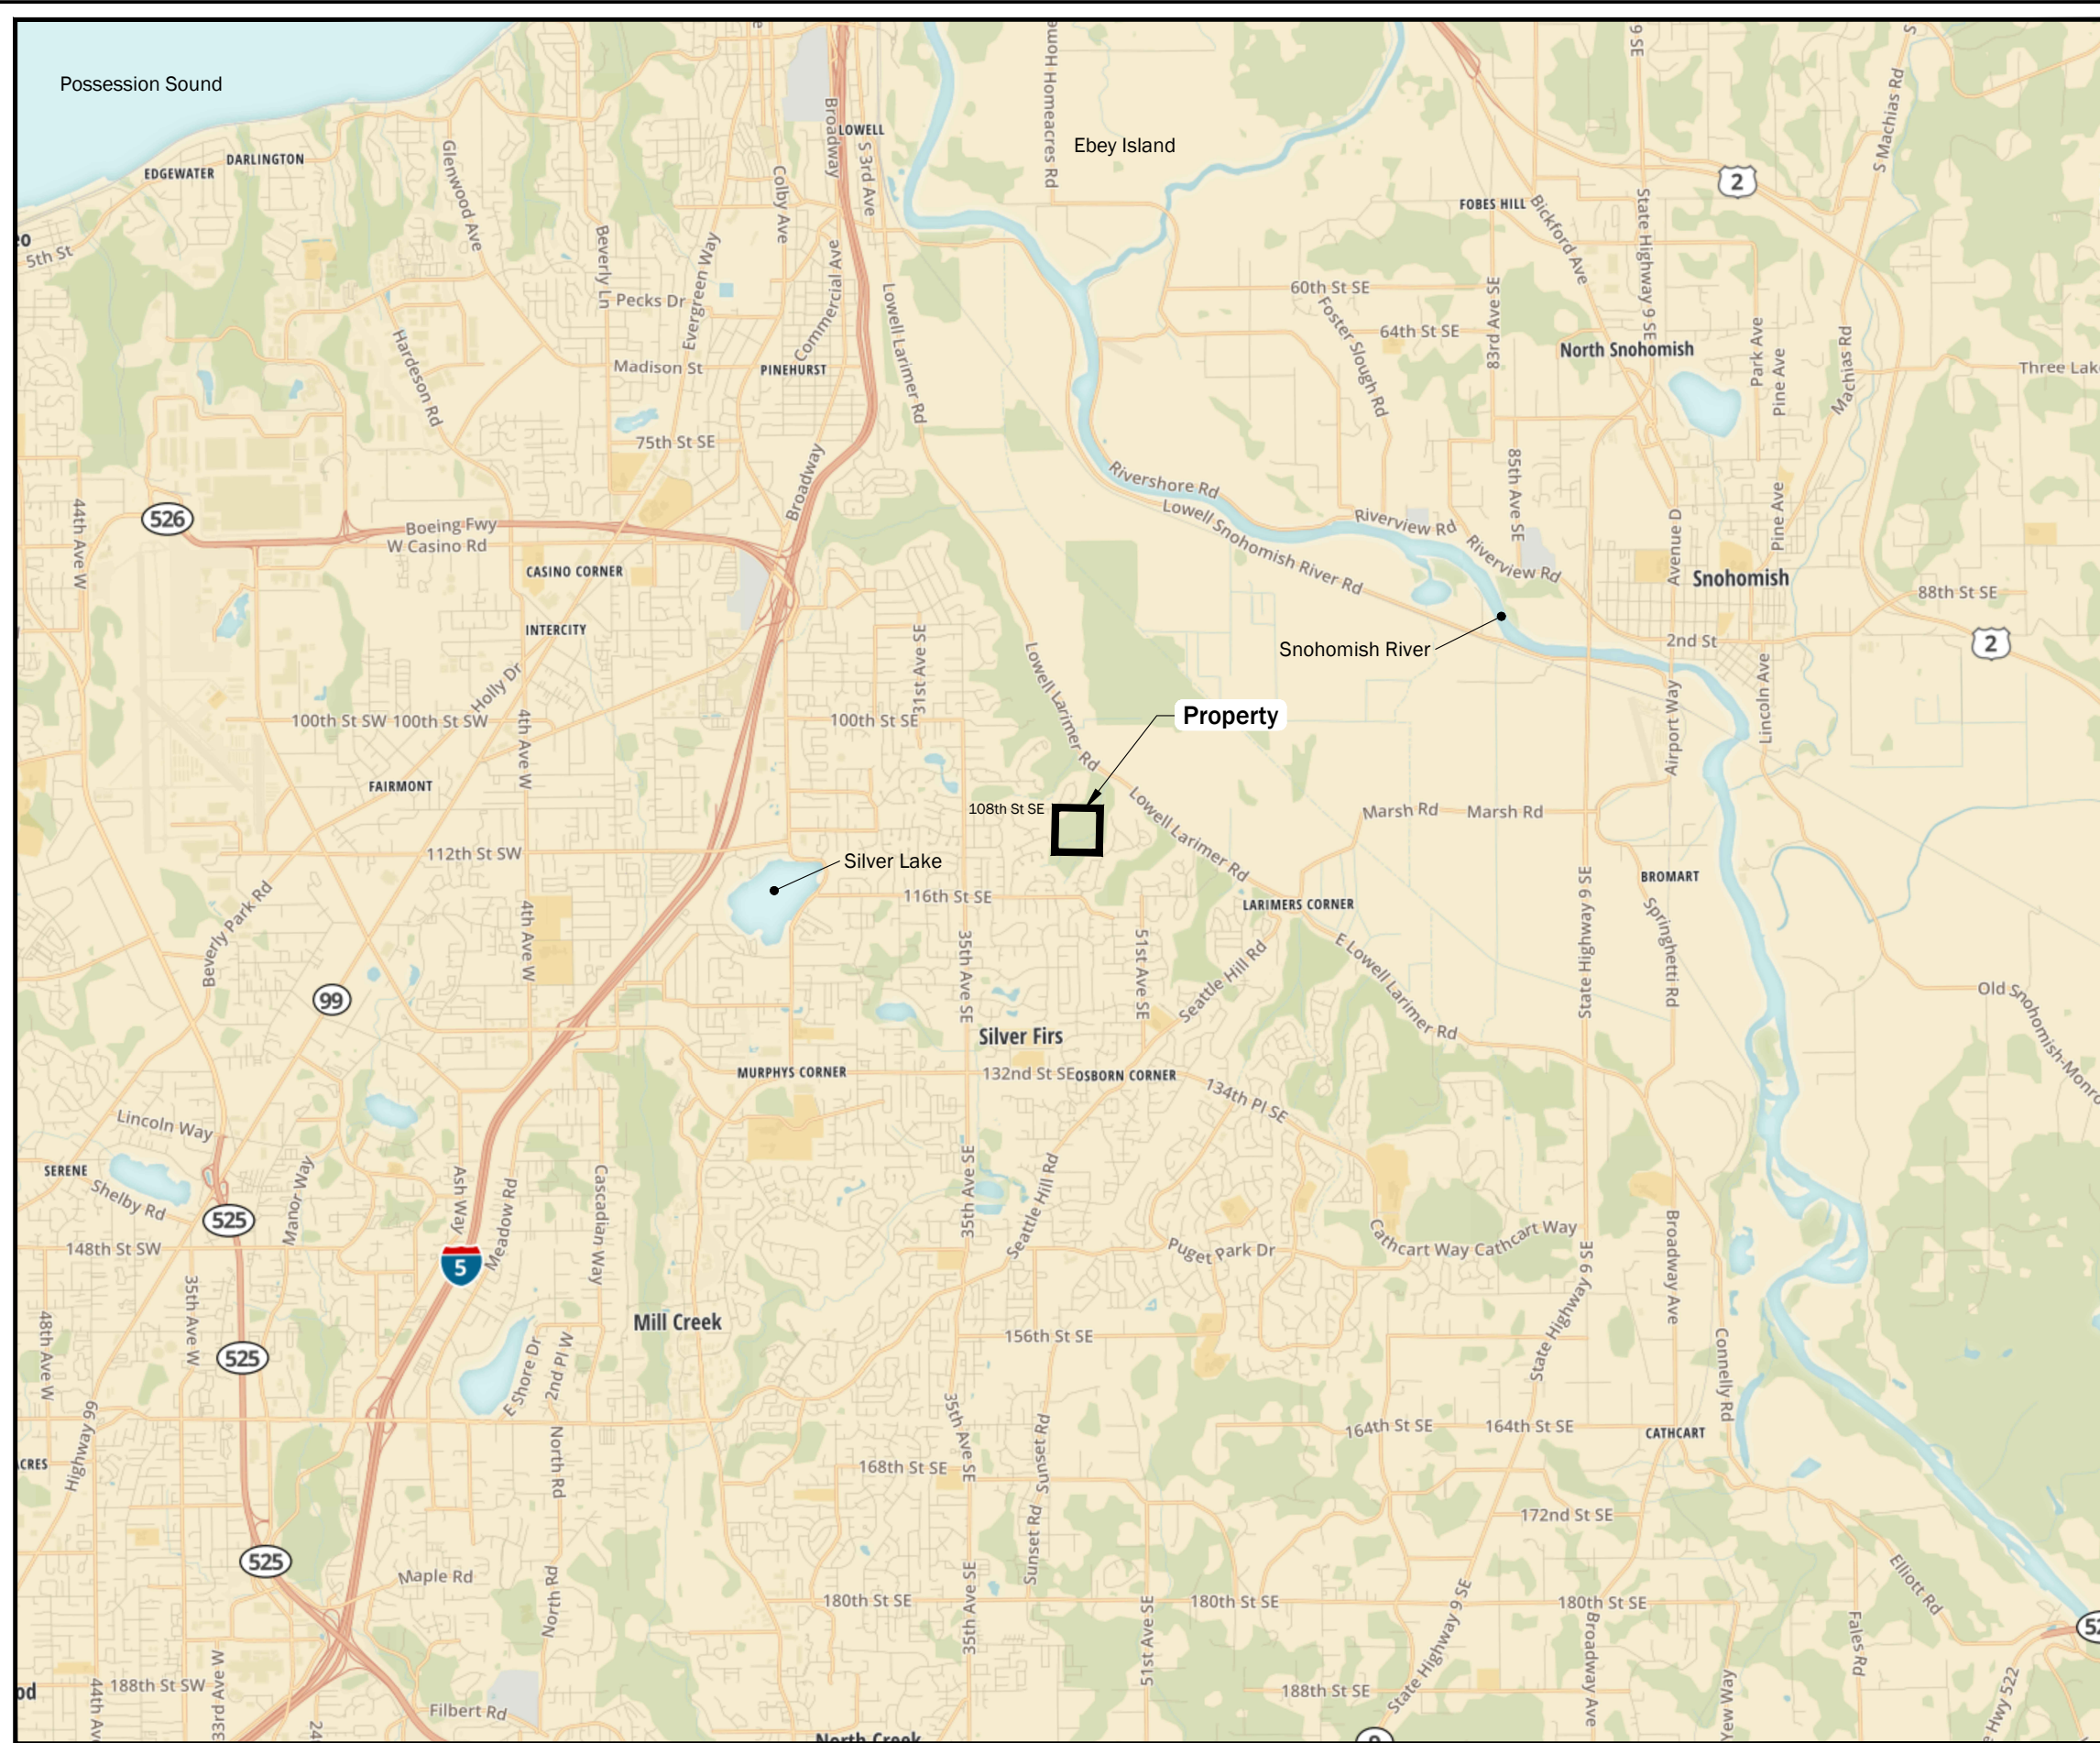 Possession Sound
Ebey Island
LOWELL
DARLINGTON
EDGEWATER
5th St
Glenwood Ave
Beverly Ln
Pecks Dr
Evergreen Way
Colby Ave
Broadway
S 3rd Ave
Commercial Ave
Lowell Larimer Rd
Homeacres Rd
FOBES HILL
Bickford Ave
State Highway 9 SE
9 SE
2
S Machias Rd
60th St SE
Foster Slough Rd
64th St SE
83rd Ave SE
North Snohomish
Park Ave
Pine Ave
Machias Rd
Hardeson Rd
Madison St
PINEHURST
75th St SE
Broadway
Rivershore Rd
Lowell Snohomish River Rd
Riverview Rd
Riverview Rd
85th Ave SE
Avenue D
Pine Ave
44th Ave W
526
Boeing Fwy
W Casino Rd
CASINO CORNER
INTERCITY
Snohomish
88th St SE
2
2nd St
Snohomish River
31st Ave SE
Lowell Larimer Rd
Holly Dr
100th St SW
100th St SW
4th Ave W
100th St SE
Property
Airport Way
Lincoln Ave
FAIRMONT
108th St SE
Lowell Larimer Rd
Marsh Rd
Marsh Rd
112th St SW
Silver Lake
116th St SE
LARIMERS CORNER
BROMART
Beverly Park Rd
4th Ave W
35th Ave SE
51st Ave SE
Seattle Hill Rd
E Lowell Larimer Rd
State Highway 9 SE
Springhetti Rd
99
Silver Firs
MURPHYS CORNER
132nd St SE
OSBORN CORNER
134th Pl SE
Lincoln Way
SERENE
Shelby Rd
Manor Way
Ash Way
Meadow Rd
Cascadian Way
35th Ave SE
Seattle Hill Rd
525
148th St SW
5
Puget Park Dr
Cathcart Way
Cathcart Way
State Highway 9 SE
9 SE
Broadway Ave
48th Ave W
35th Ave W
525
Mill Creek
156th St SE
Connelly Rd
E Shore Dr
2nd Pl W
Highway 99
North Rd
35th Ave SE
Sunset Rd
164th St SE
164th St SE
CATHCART
168th St SE
172nd St SE
525
Maple Rd
North Rd
Sunset Rd
35th Ave SE
180th St SE
51st Ave SE
180th St SE
180th St SE
Elliott Rd
Fales Rd
188th St SW
Filbert Rd
188th St SE
State Highway 9 SE
Broadway Ave
Yew Way
Hwy 522
North Creek
9